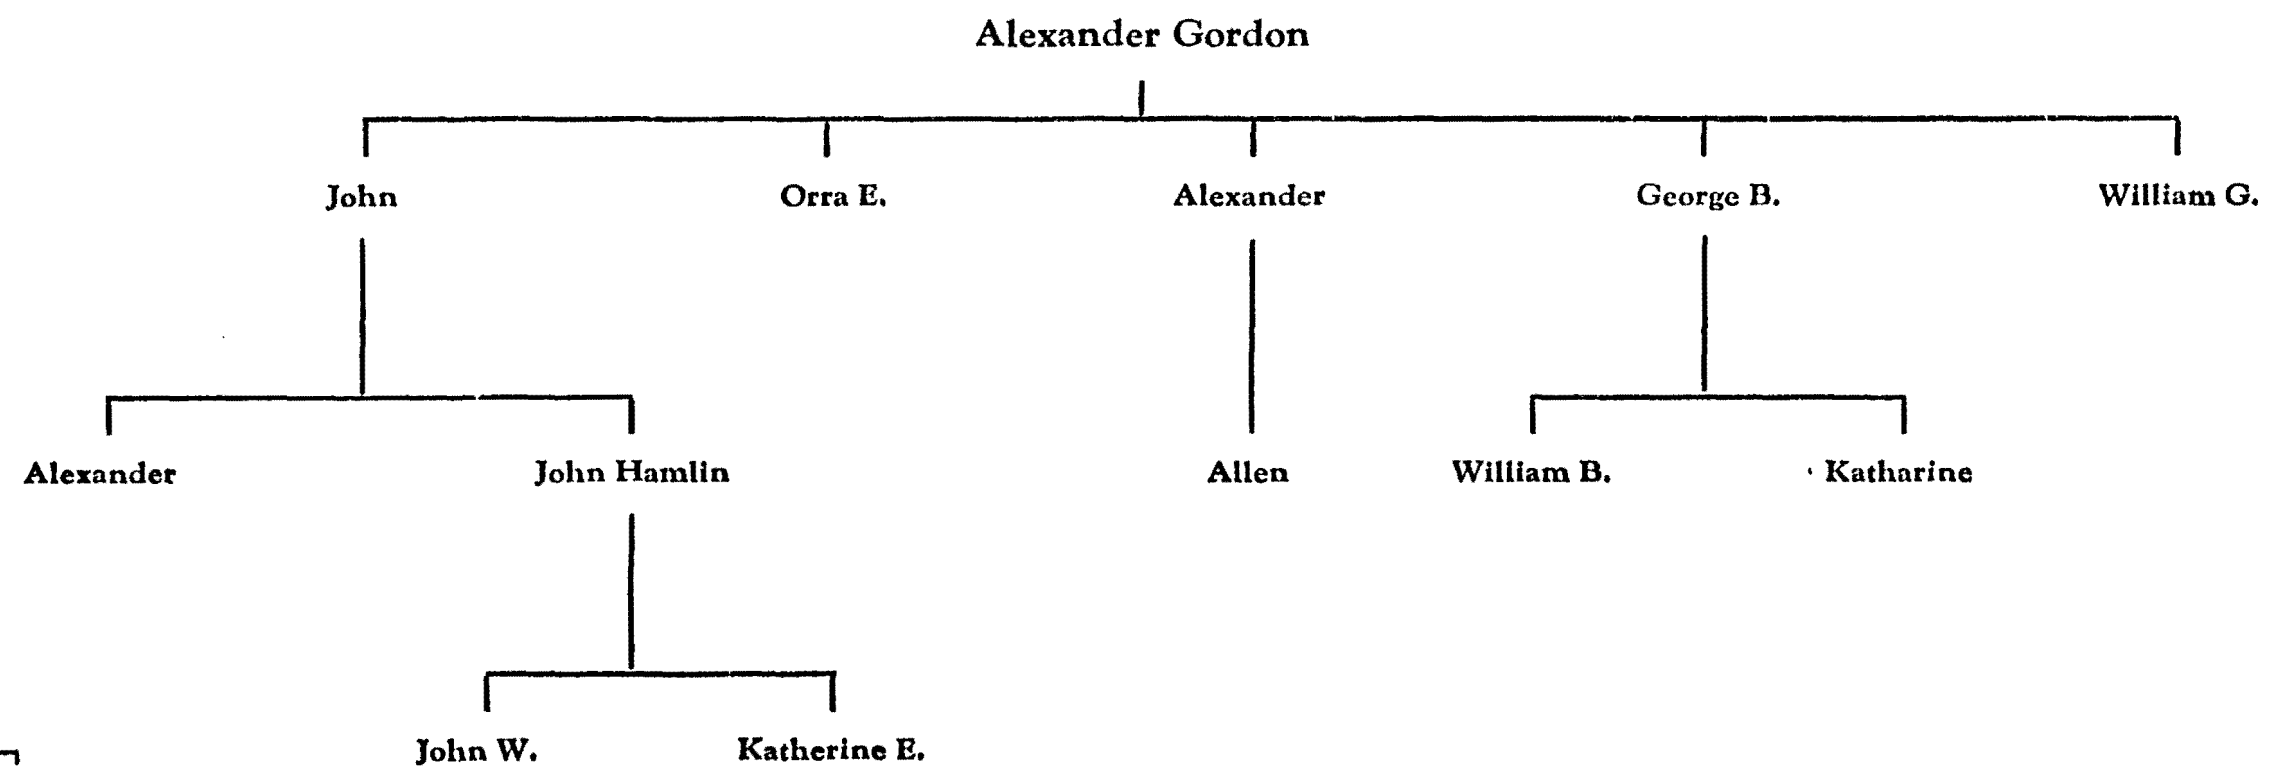 Alexander Gordon
John Orra E. Alexander George B. William G.
Alexander John Hamlin Allen William B. Katharine
John W. Katherine E.